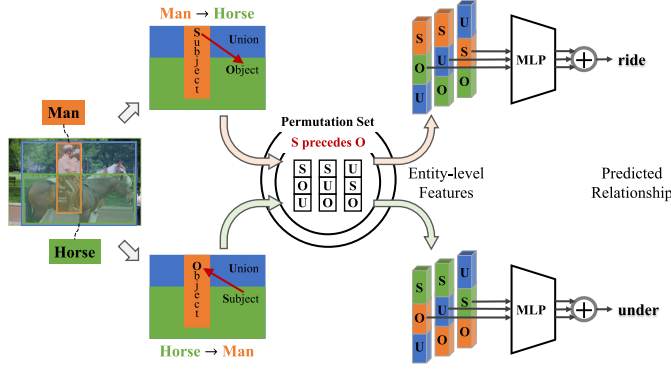 Man → Horse
Subject
Union
Object
Man
Horse
Permutation Set
S precedes O
S S U
O U S
U O O
S S U
O U S
U O O
MLP
ride
Entity-level
Features
Predicted
Relationship
Object
Union
Subject
Horse → Man
S S U
O U S
U O O
MLP
under